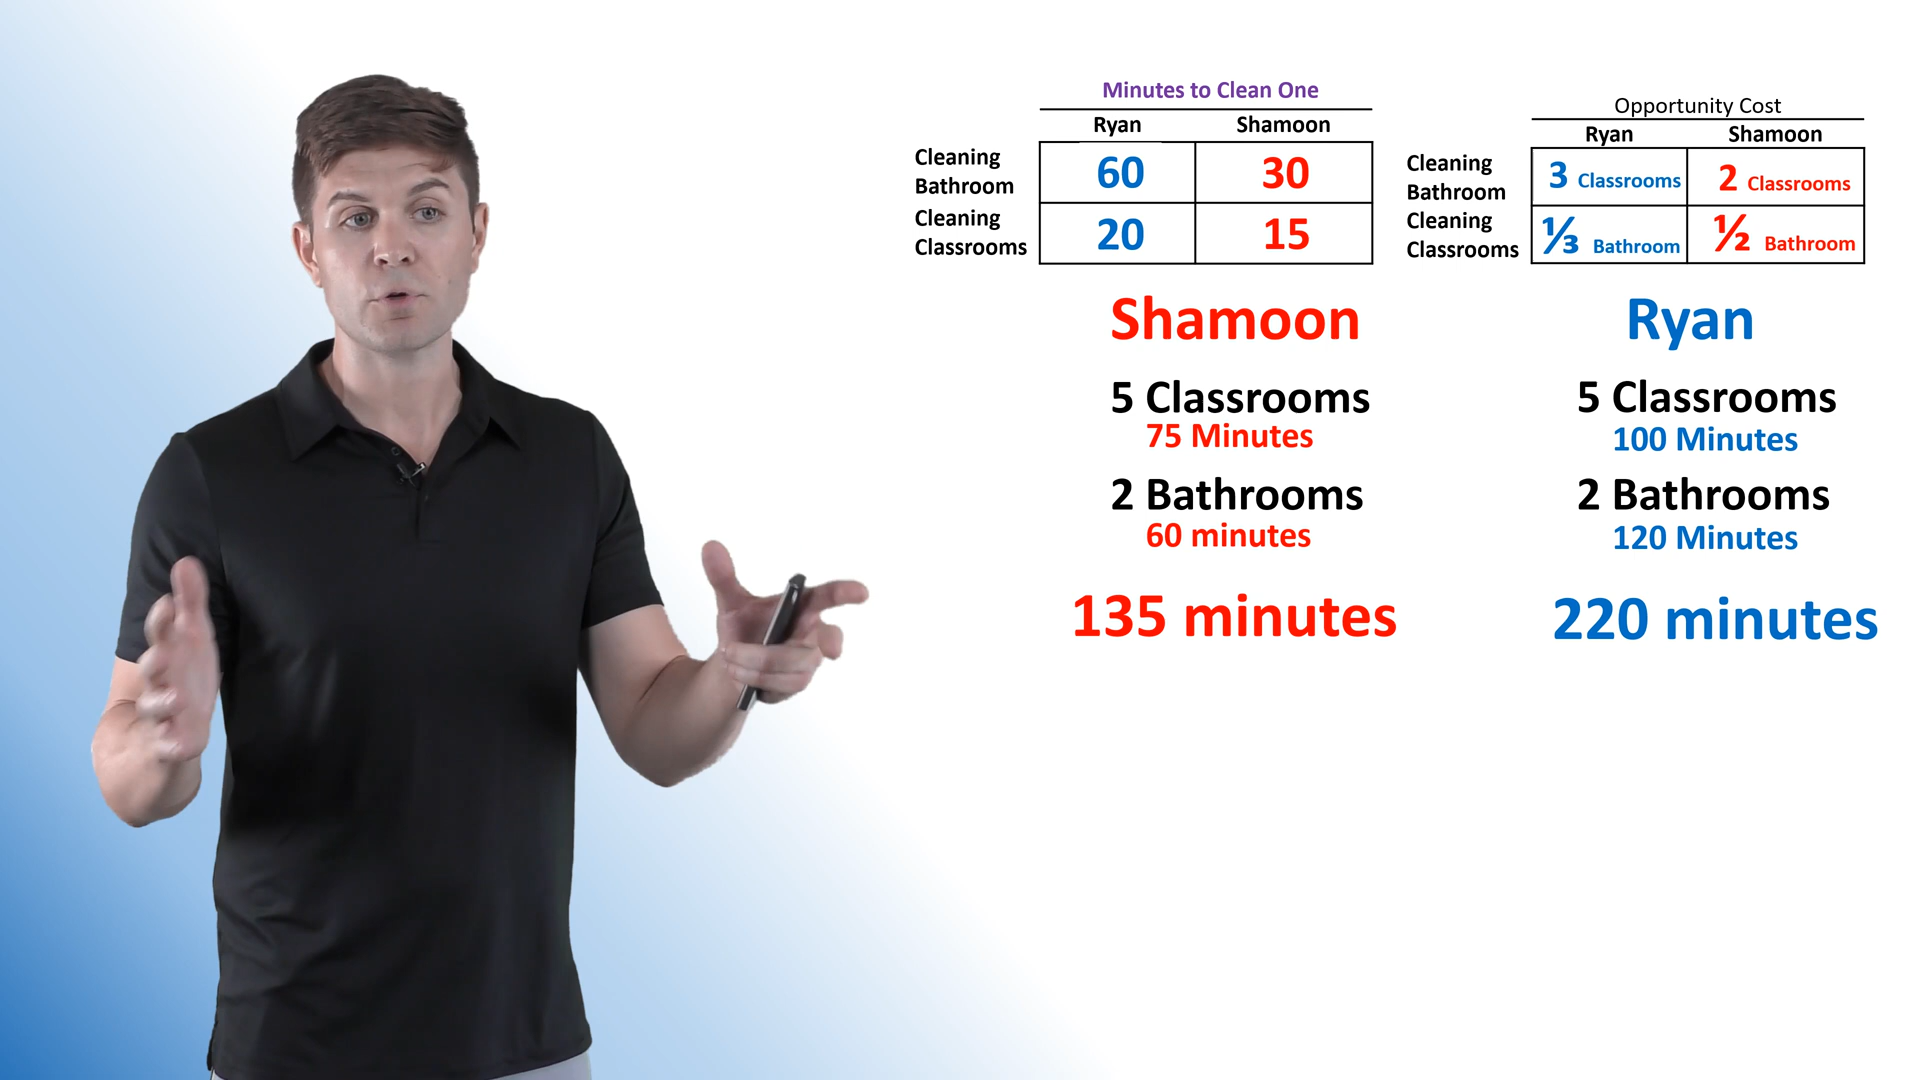 Minutes to Clean One
Ryan Shamoon
Cleaning Bathroom 60 30
Cleaning Classrooms 20 15
Opportunity Cost
Ryan Shamoon
Cleaning Bathroom 3 Classrooms 2 Classrooms
Cleaning Classrooms ⅓ Bathroom ½ Bathroom
Shamoon
5 Classrooms
75 Minutes
2 Bathrooms
60 minutes
135 minutes
Ryan
5 Classrooms
100 Minutes
2 Bathrooms
120 Minutes
220 minutes